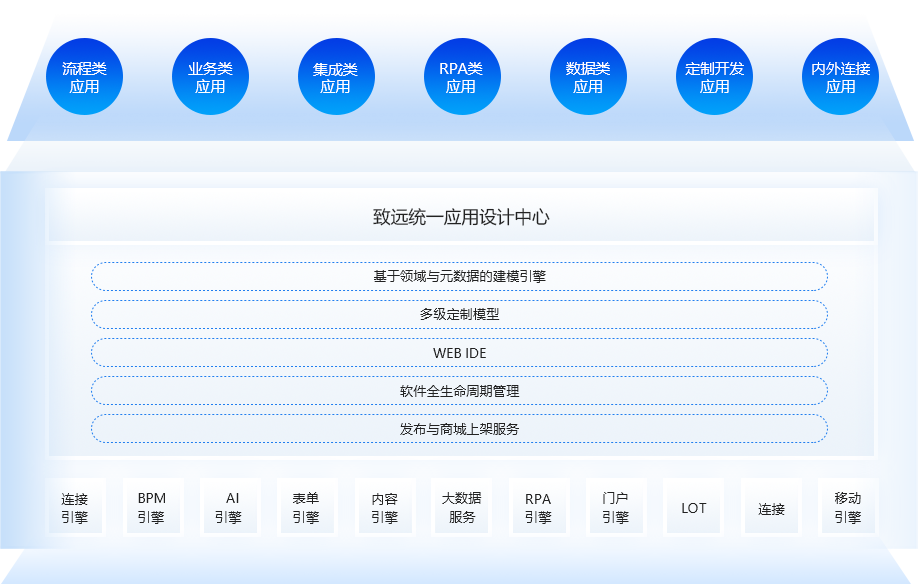 流程类
应用
业务类
应用
集成类
应用
RPA类
应用
数据类
应用
定制开发
应用
内外连接
应用
致远统一应用设计中心
基于领域与元数据的建模引擎
多级定制模型
WEB IDE
软件全生命周期管理
发布与商城上架服务
连接
引擎
BPM
引擎
AI
引擎
表单
引擎
内容
引擎
大数据
服务
RPA
引擎
门户
引擎
LOT
连接
移动
引擎